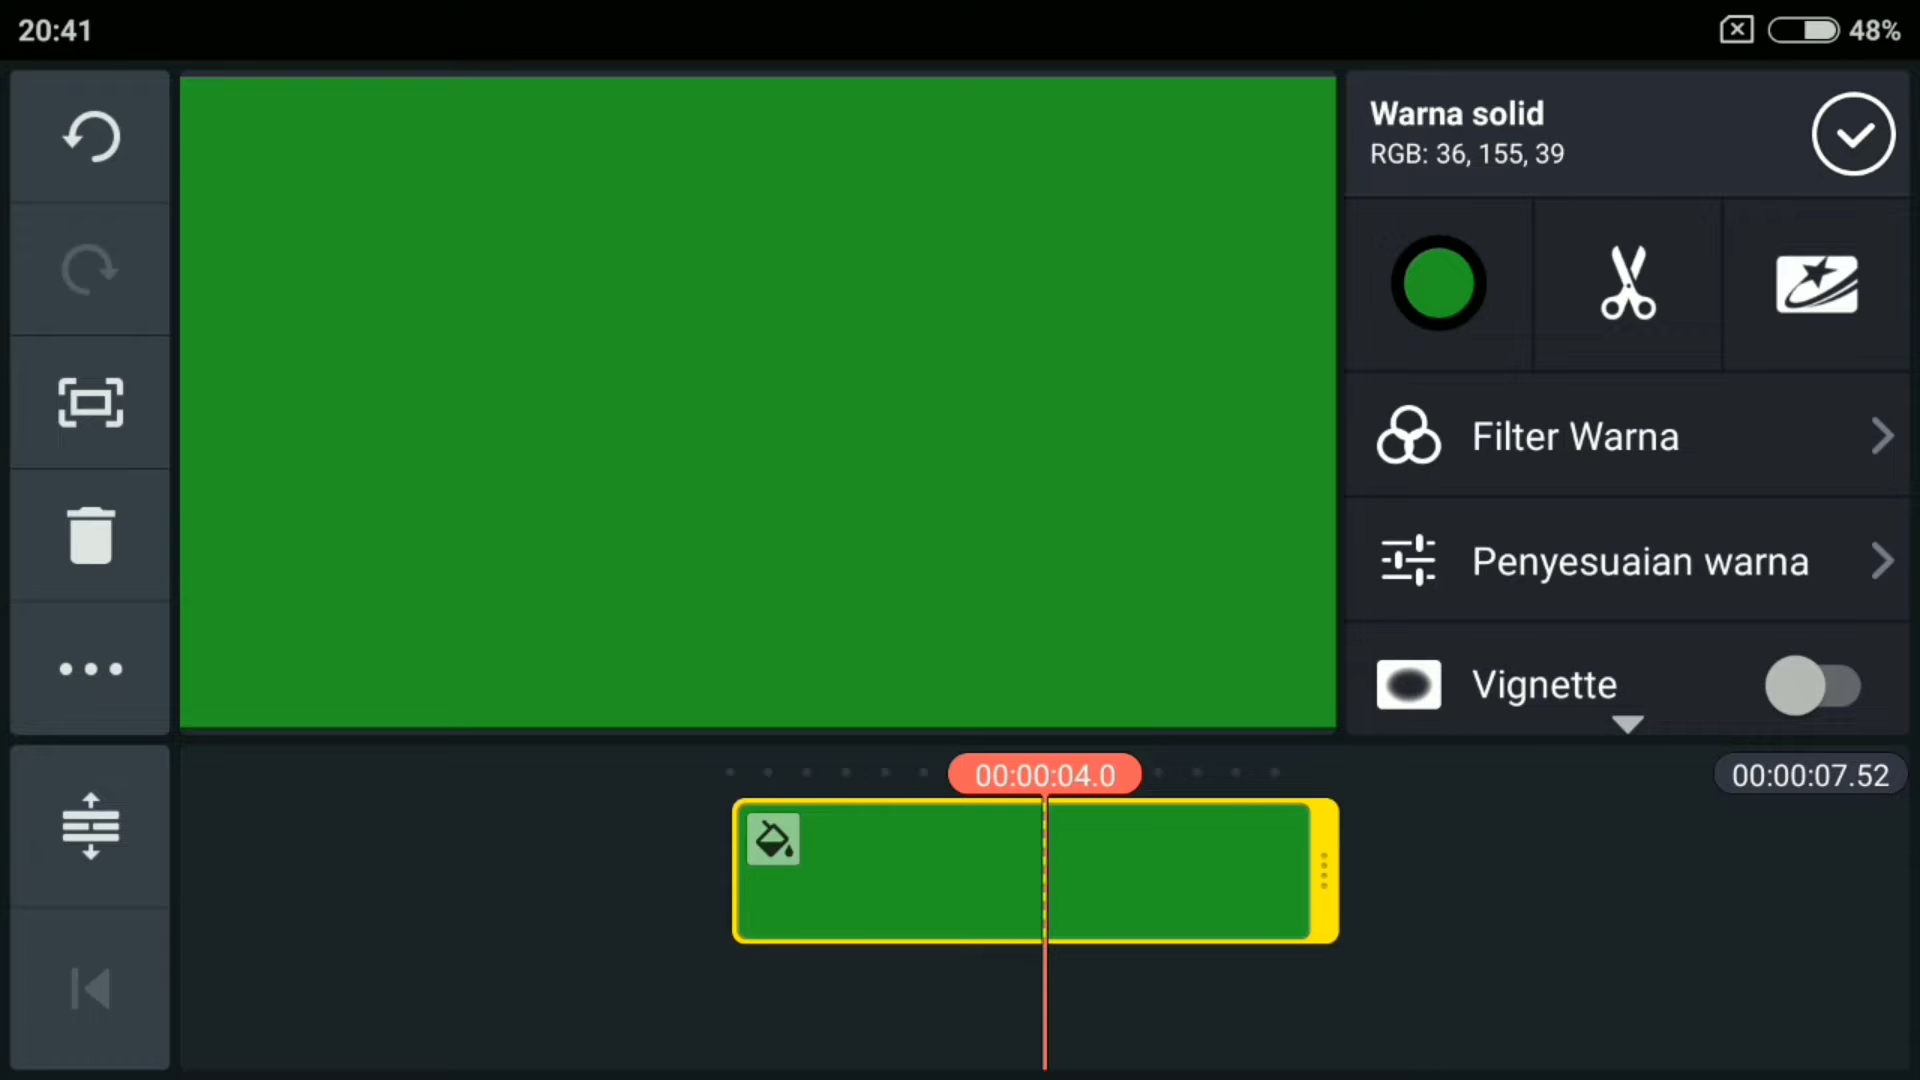 20:41
48%
Warna solid
RGB: 36, 155, 39
Filter Warna
Penyesuaian warna
Vignette
00:00:04.0
00:00:07.52